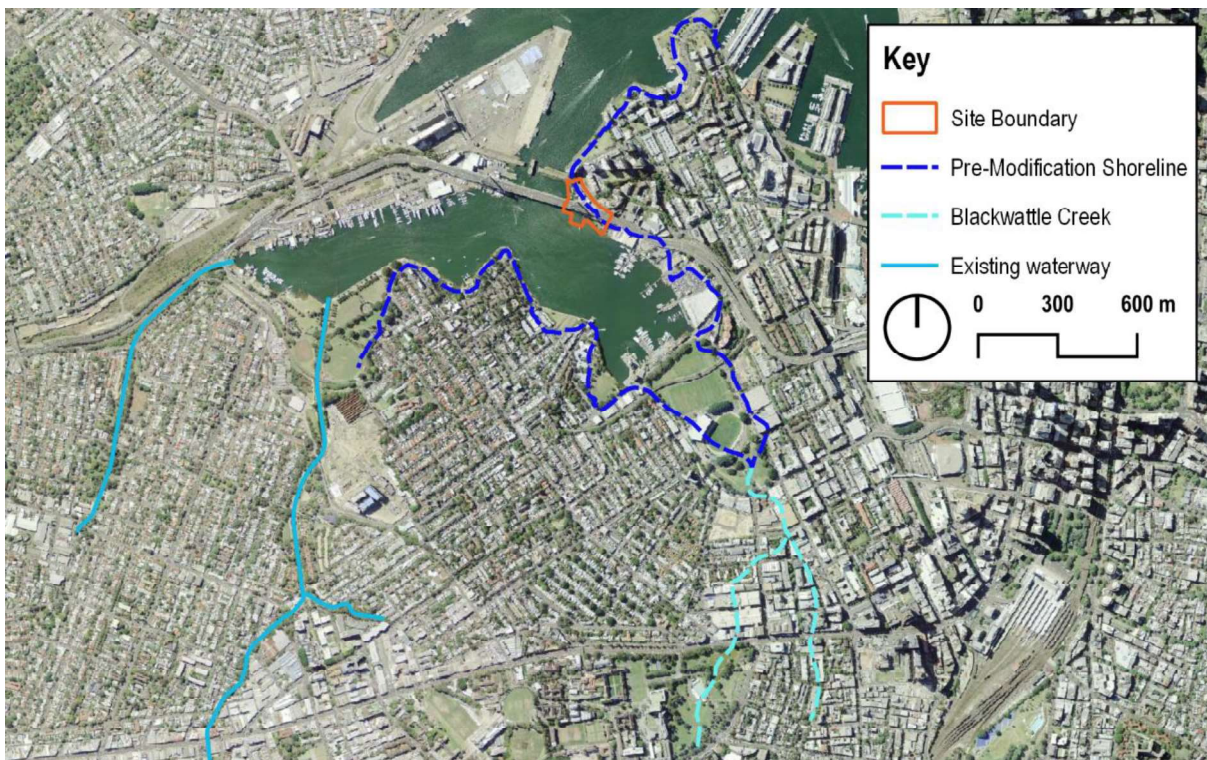 Key
Site Boundary
Pre-Modification Shoreline
Blackwattle Creek
Existing waterway
0 300 600 m